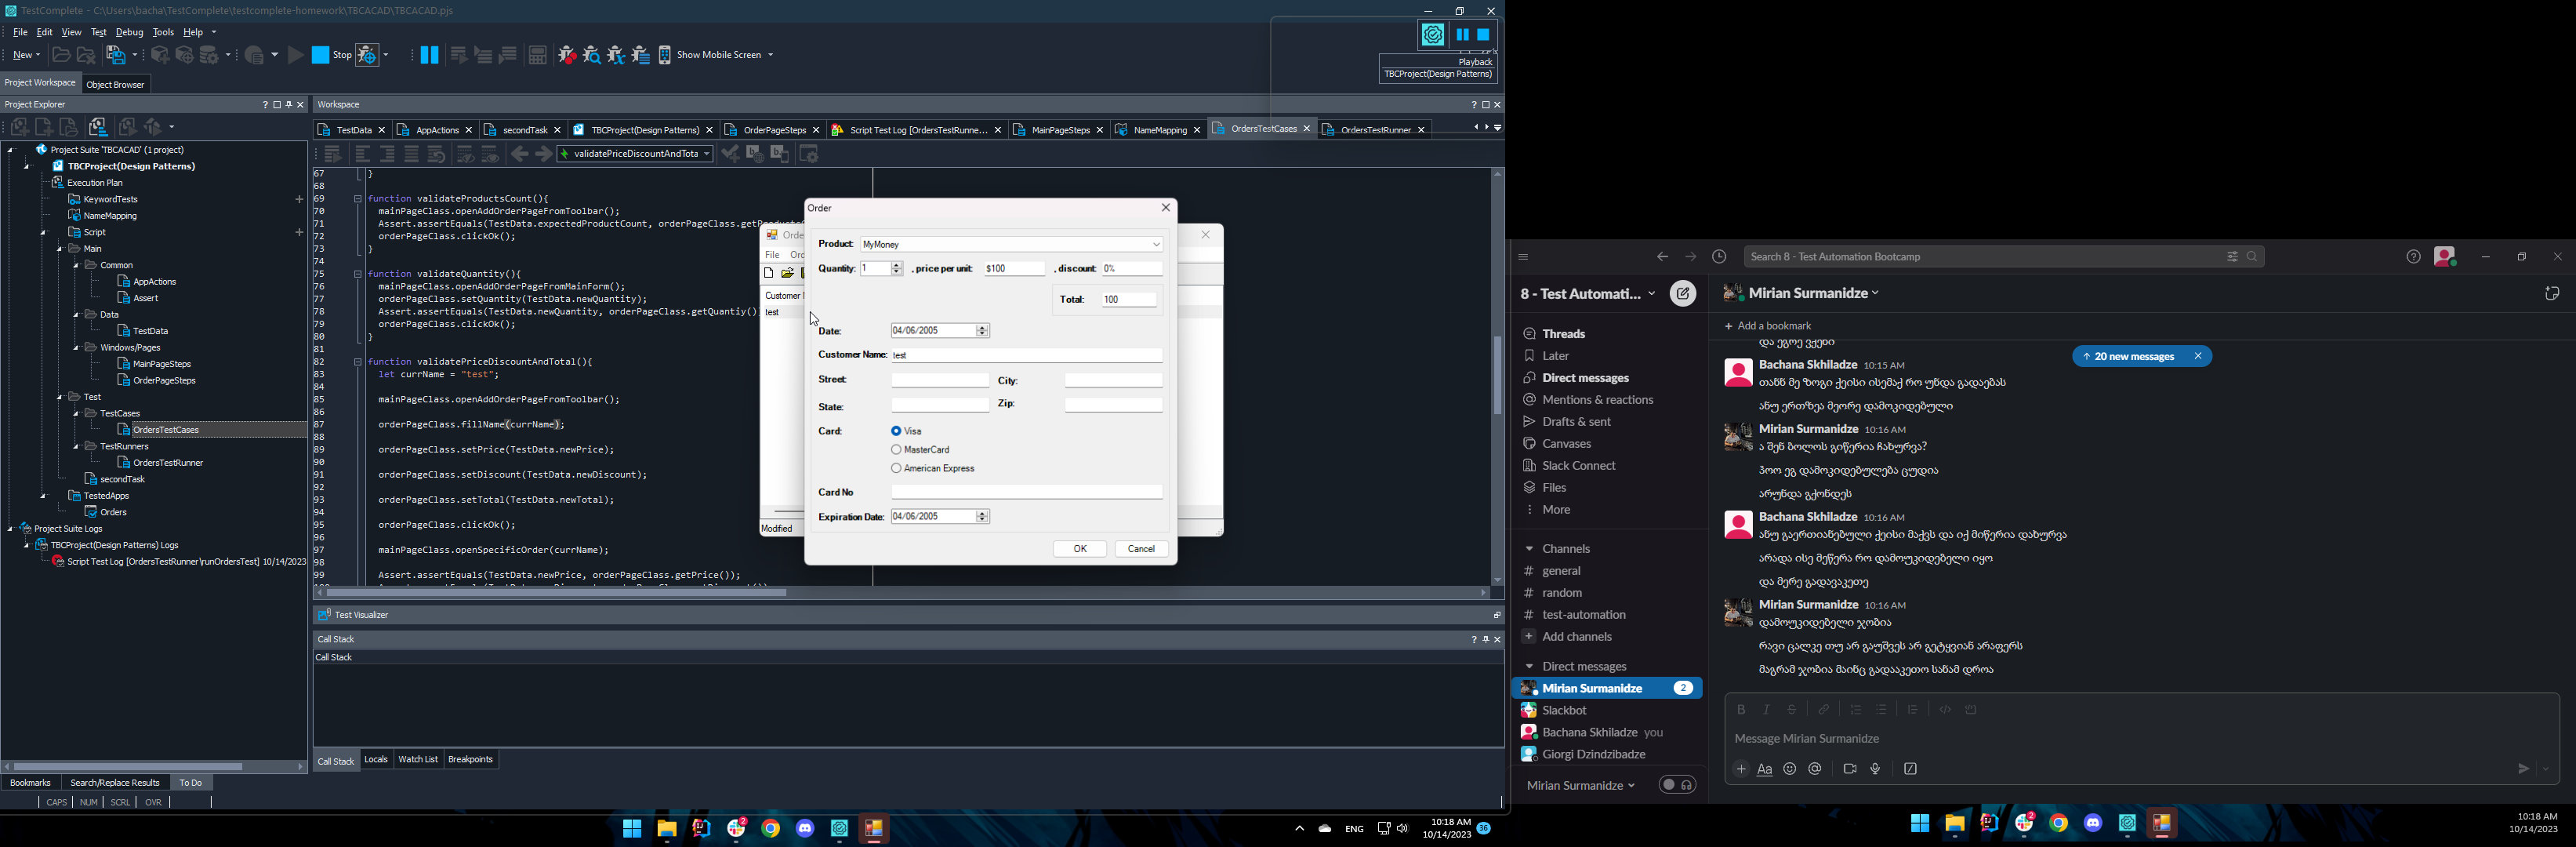 TestComplete - C:\Users\bacha\TestComplete\testcomplete-homework\TBCACAD\TBCACAD.pjs
File Edit View Test Debug Tools Help
New Stop Show Mobile Screen
Playback
TBCProject(Design Patterns)
Project Workspace Object Browser
Project Explorer
Workspace
TestData AppActions secondTask TBCProject(Design Patterns) OrderPageSteps Script Test Log [OrdersTestRunne... MainPageSteps NameMapping OrdersTestCases OrdersTestRunner
validatePriceDiscountAndTota
Project Suite 'TBCACAD' (1 project)
TBCProject(Design Patterns)
Execution Plan
KeywordTests
NameMapping
Script
Main
Common
AppActions
Assert
Data
TestData
Windows/Pages
MainPageSteps
OrderPageSteps
Test
TestCases
OrdersTestCases
TestRunners
OrdersTestRunner
secondTask
TestedApps
Orders
Project Suite Logs
TBCProject(Design Patterns) Logs
Script Test Log [OrdersTestRunner\runOrdersTest] 10/14/2023
Bookmarks Search/Replace Results To Do
CAPS NUM SCRL OVR
67 }
68
69 function validateProductsCount(){
70 mainPageClass.openAddOrderPageFromToolbar();
71 Assert.assertEquals(TestData.expectedProductCount, orderPageClass.getProducts
72 orderPageClass.clickOk();
73 }
74
75 function validateQuantity(){
76 mainPageClass.openAddOrderPageFromMainForm();
77 orderPageClass.setQuantity(TestData.newQuantity);
78 Assert.assertEquals(TestData.newQuantity, orderPageClass.getQuantiy()
79 orderPageClass.clickOk();
80 }
81
82 function validatePriceDiscountAndTotal(){
83 let currName = "test";
84
85 mainPageClass.openAddOrderPageFromToolbar();
86
87 orderPageClass.fillName(currName);
88
89 orderPageClass.setPrice(TestData.newPrice);
90
91 orderPageClass.setDiscount(TestData.newDiscount);
92
93 orderPageClass.setTotal(TestData.newTotal);
94
95 orderPageClass.clickOk();
96
97 mainPageClass.openSpecificOrder(currName);
98
99 Assert.assertEquals(TestData.newPrice, orderPageClass.getPrice());
Test Visualizer
Call Stack
Call Stack
Call Stack Locals Watch List Breakpoints
Orde
File Ord
Customer
test
Modified
Order
Product: MyMoney
Quantity: 1 , price per unit: $100 , discount: 0%
Total: 100
Date: 04/06/2005
Customer Name: test
Street: City:
State: Zip:
Card: Visa
MasterCard
American Express
Card No
Expiration Date: 04/06/2005
OK Cancel
2
ENG 10:18 AM
10/14/2023 36
Search 8 - Test Automation Bootcamp
8 - Test Automati...
Threads
Later
Direct messages
Mentions & reactions
Drafts & sent
Canvases
Slack Connect
Files
More
Channels
# general
# random
# test-automation
Add channels
Direct messages
Mirian Surmanidze 2
Slackbot
Bachana Skhiladze you
Giorgi Dzindzibadze
Mirian Surmanidze
Mirian Surmanidze
Add a bookmark
და ეგრე ვქენი
20 new messages
Bachana Skhiladze 10:15 AM
თანნ მე ზოგი ქეისი ისემაქ რო უნდა გადაებას
ანუ ერთზეა მეორე დამოკიდებული
Mirian Surmanidze 10:16 AM
ა შენ ბოლოს გიწერია ჩახურვა?
ჰოო ეგ დამოკიდებულება ცუდია
არუნდა გქონდეს
Bachana Skhiladze 10:16 AM
ანუ გაერთიანებული ქეისი მაქვს და იქ მიწერია დახურვა
არადა ისე მეწერა რო დამოუკიდებელი იყო
და მერე გადავაკეთე
Mirian Surmanidze 10:16 AM
დამოუკიდებელი ჯობია
რავი ცალკე თუ არ გაუშვეს არ გეტყვიან არაფერს
მაგრამ ჯობია მაინც გადააკეთო სანამ დროა
Message Mirian Surmanidze
2
10:18 AM
10/14/2023